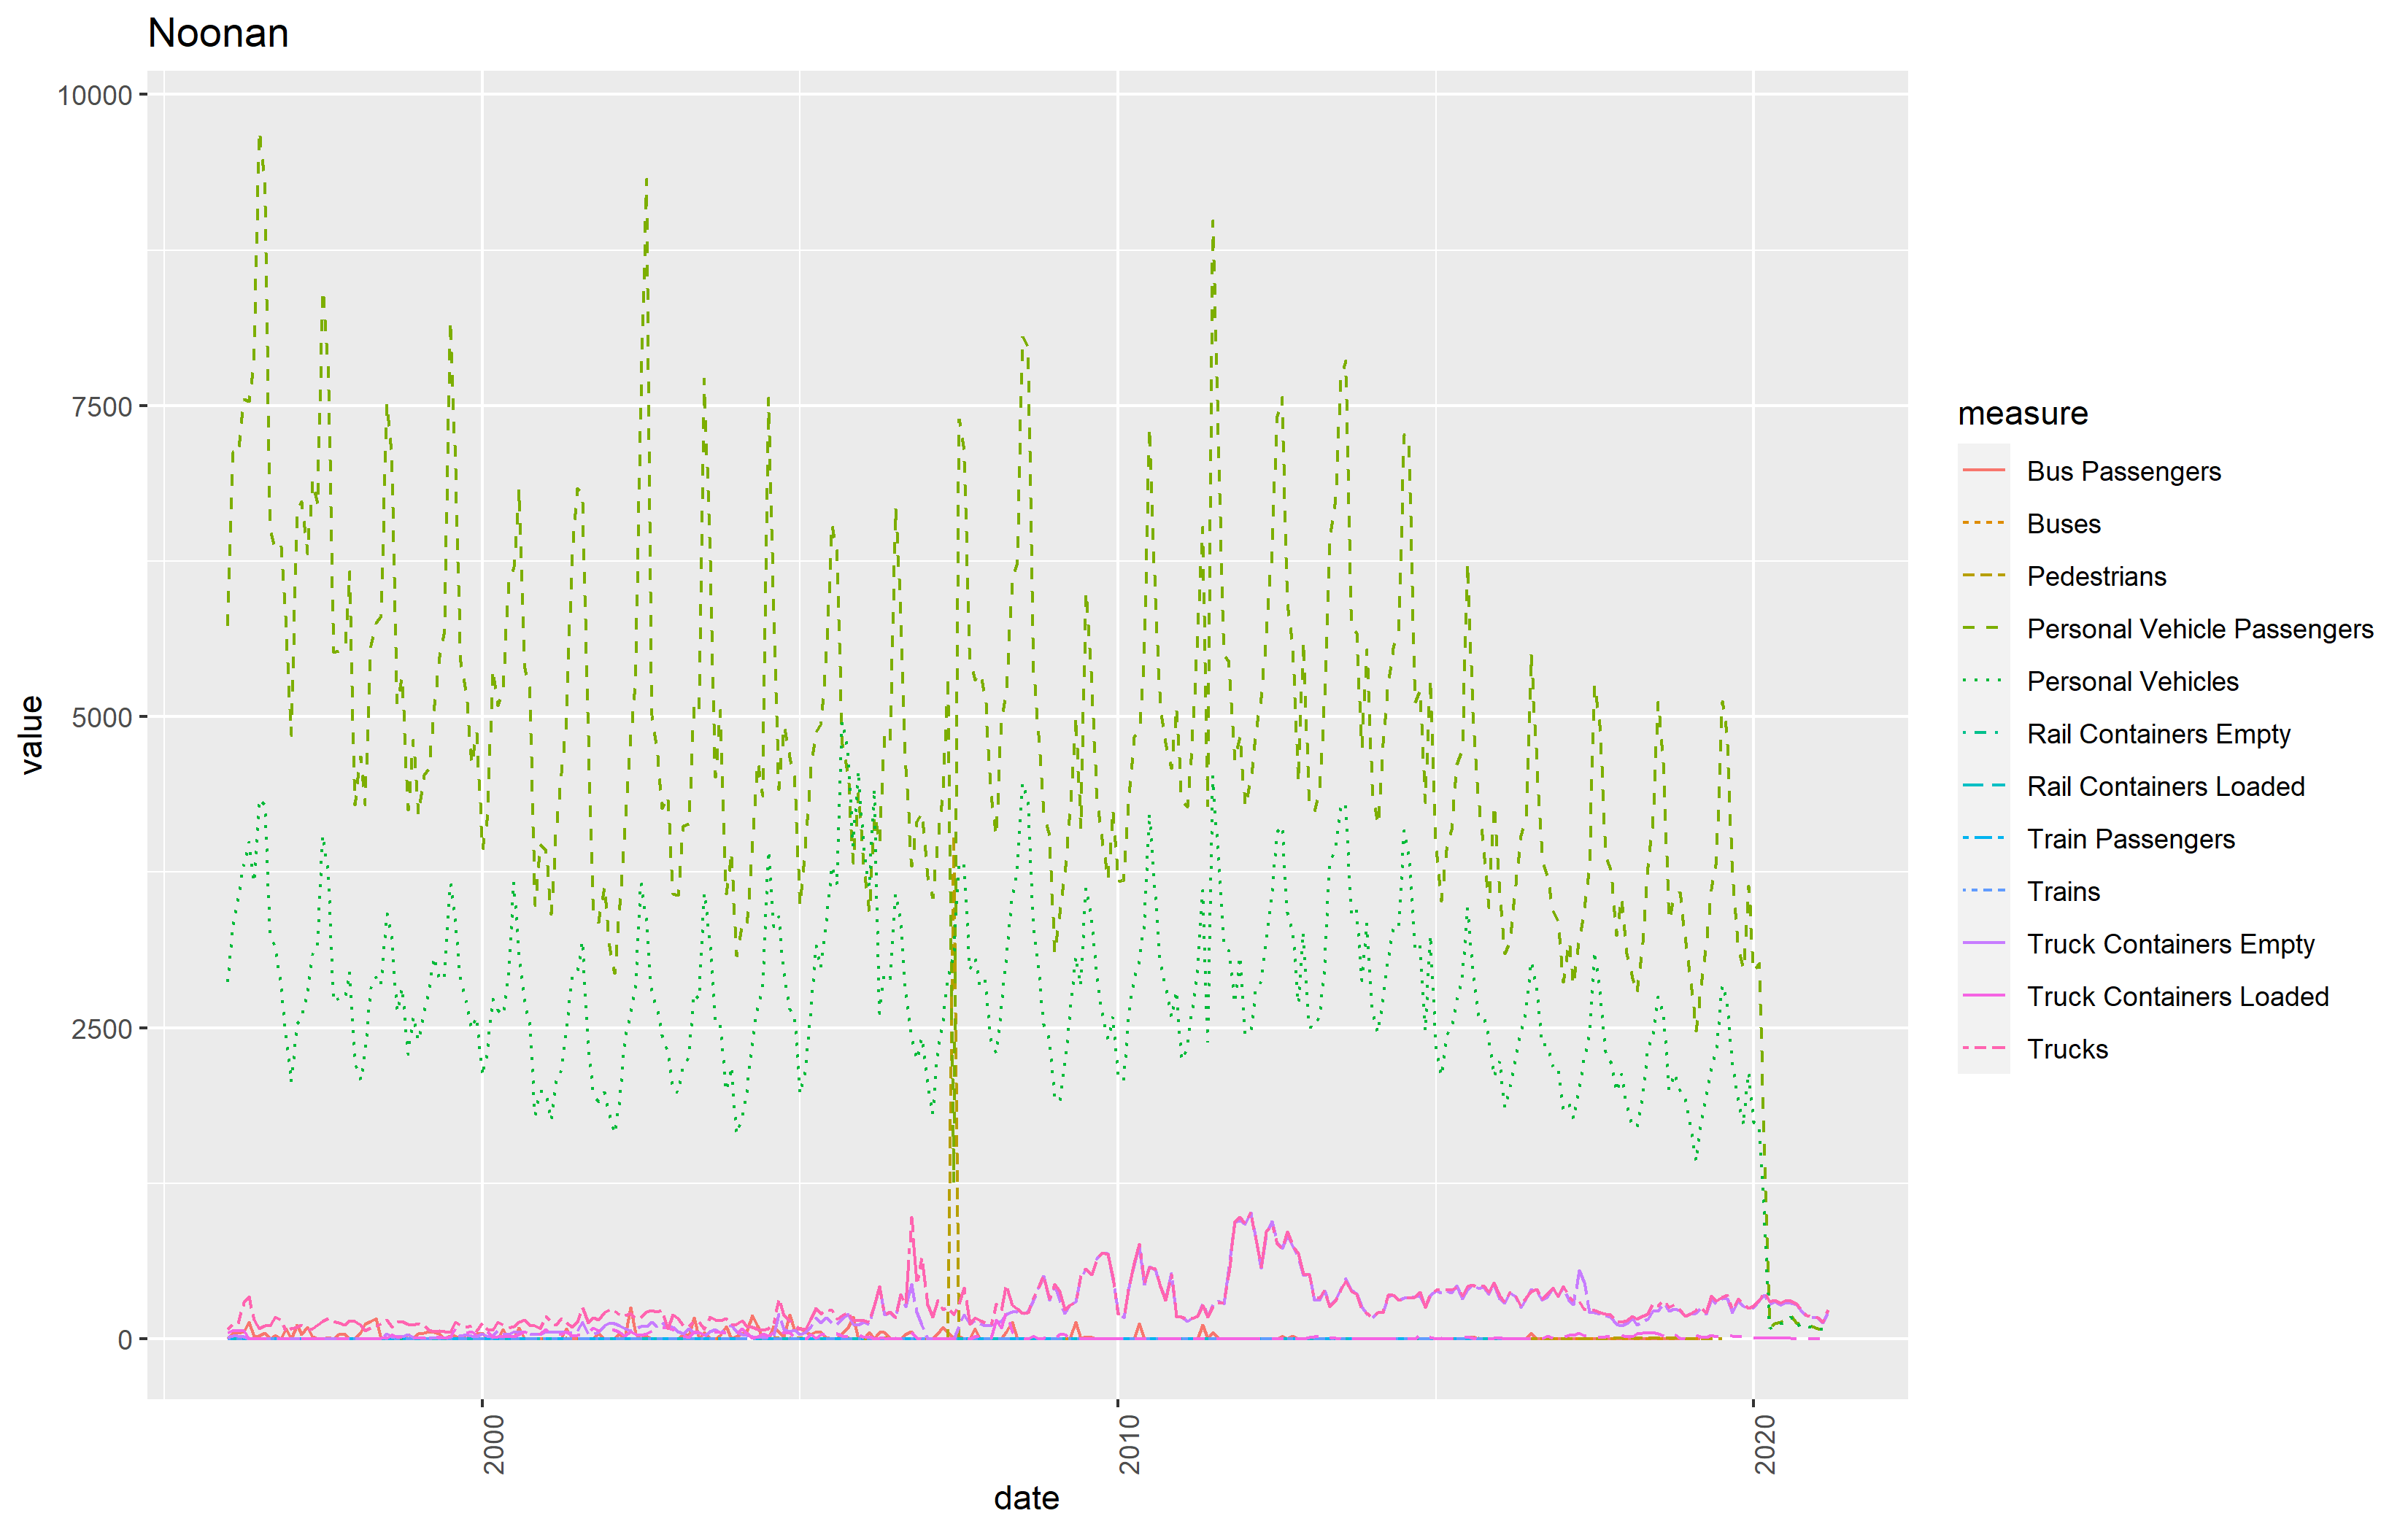 Noonan
10000
7500
5000
2500
0
value
2000
2010
2020
date
measure
Bus Passengers
Buses
Pedestrians
Personal Vehicle Passengers
Personal Vehicles
Rail Containers Empty
Rail Containers Loaded
Train Passengers
Trains
Truck Containers Empty
Truck Containers Loaded
Trucks